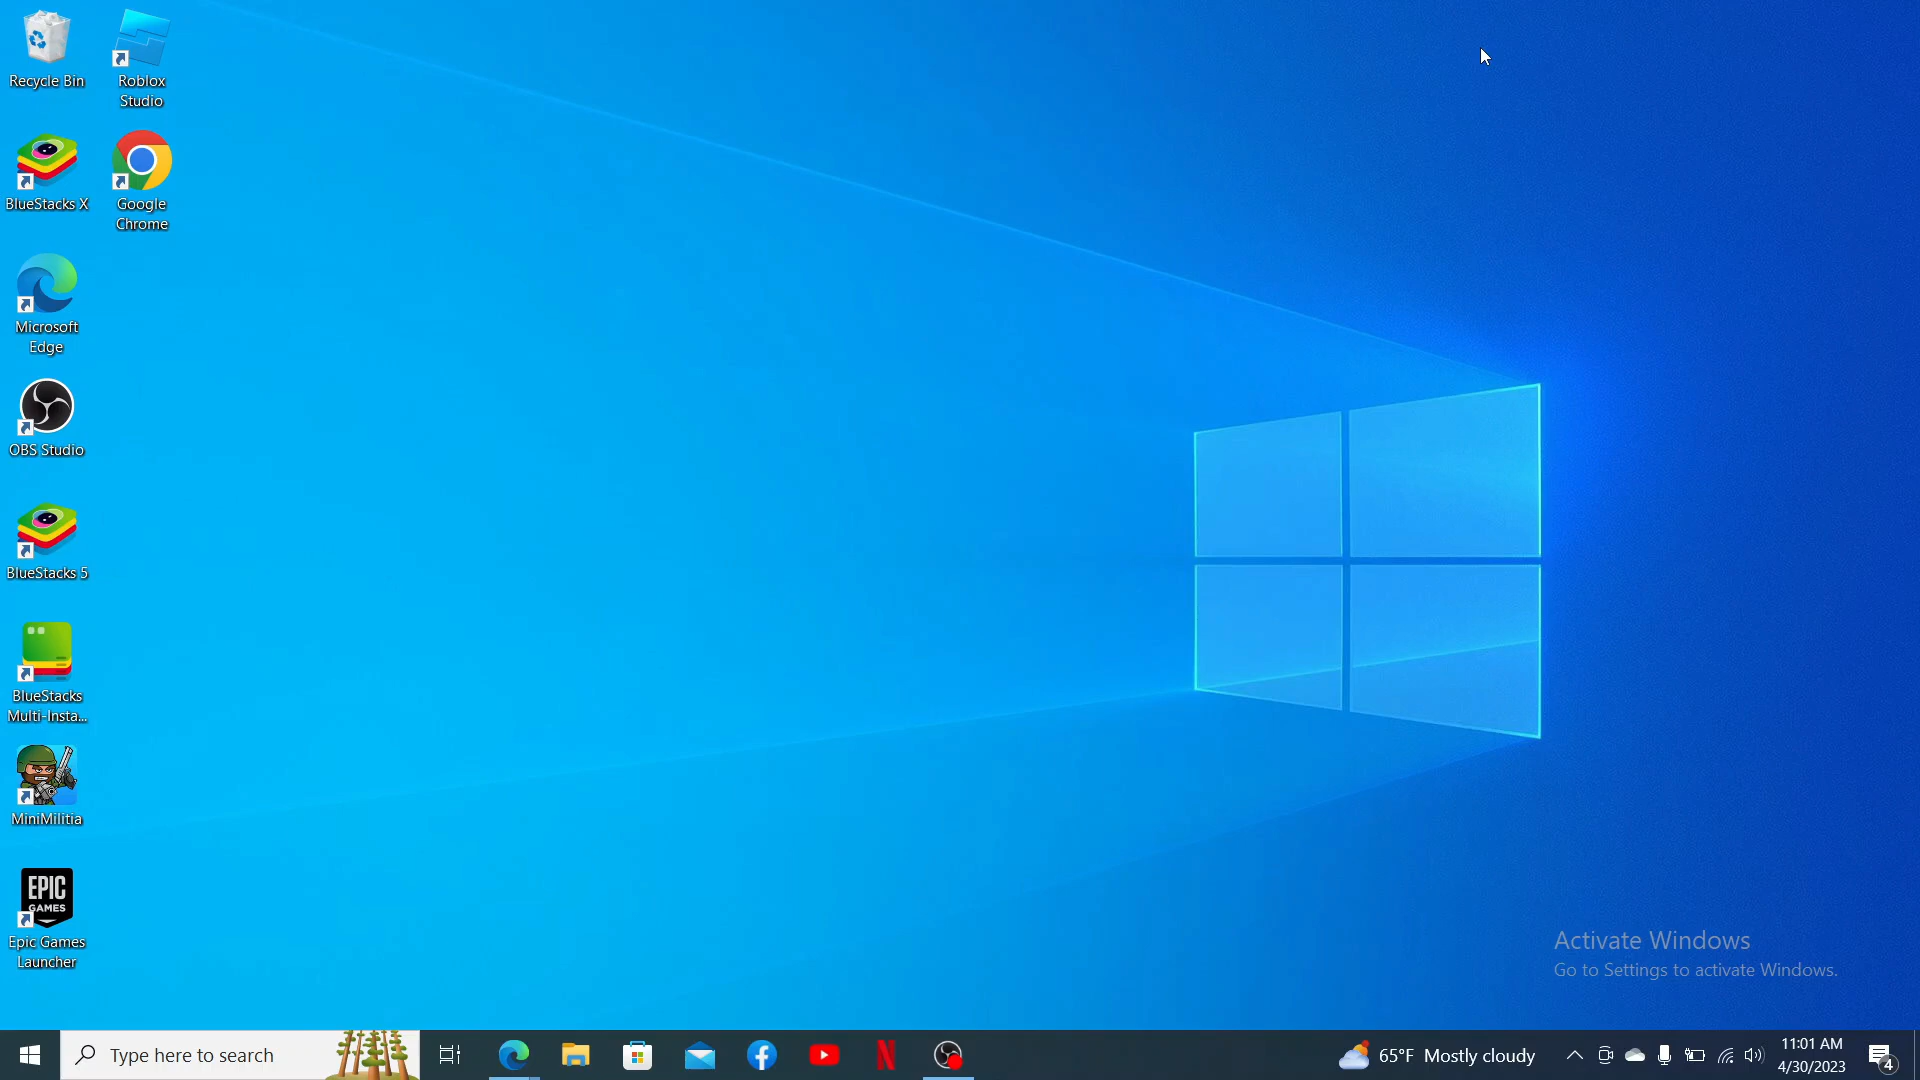 Recycle Bin
Roblox
Studio
BlueStacks X
Google
Chrome
Microsoft
Edge
OBS Studio
BlueStacks 5
BlueStacks
Multi-Insta...
MiniMilitia
EPIC
GAMES
Epic Games
Launcher
Activate Windows
Go to Settings to activate Windows.
Type here to search
65°F Mostly cloudy
11:01 AM
4/30/2023
4